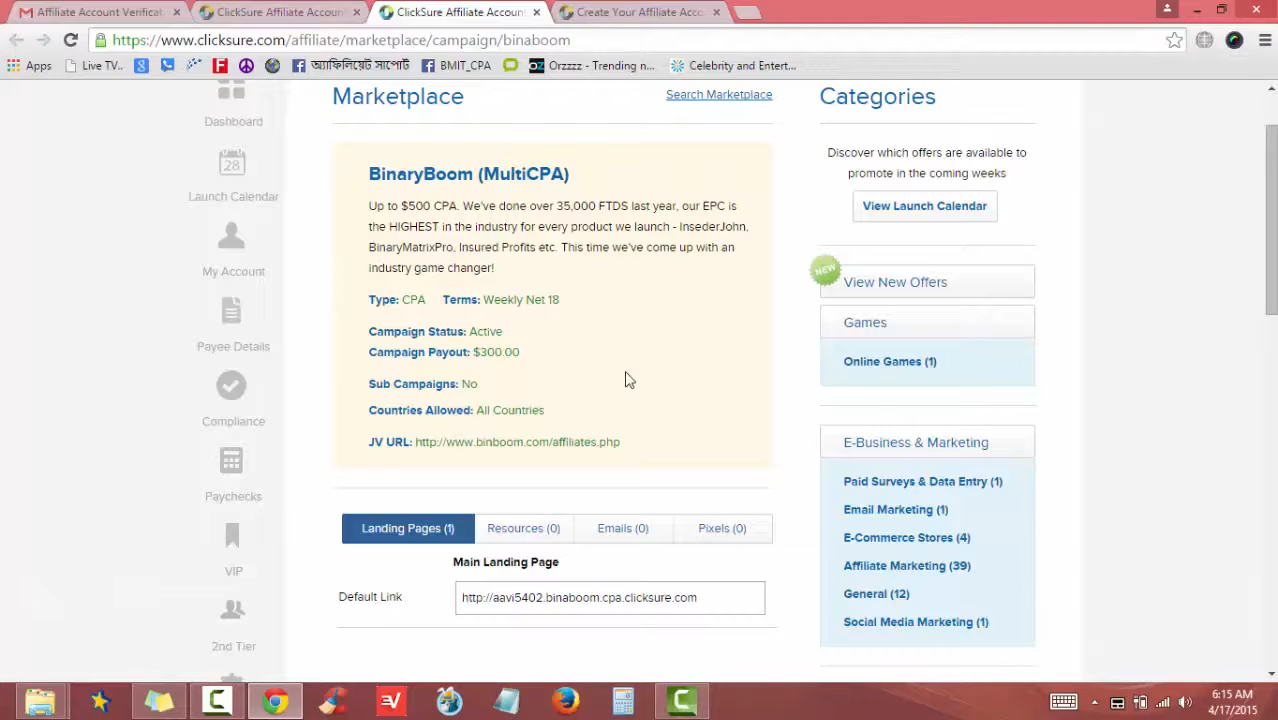 Affiliate Account Verificat
ClickSure Affiliate Accoun
ClickSure Affiliate Accoun
Create Your Affiliate Acco
https://www.clicksure.com/affiliate/marketplace/campaign/binaboom
Apps
Live TV..
অ্যাফিলিয়েট সাপোর্ট
BMIT_CPA
Orzzzz - Trending n...
Celebrity and Entert...
Dashboard
28
Launch Calendar
My Account
Payee Details
Compliance
Paychecks
VIP
2nd Tier
Marketplace
Search Marketplace
BinaryBoom (MultiCPA)
Up to $500 CPA. We've done over 35,000 FTDS last year, our EPC is
the HIGHEST in the industry for every product we launch - InsederJohn,
BinaryMatrixPro, Insured Profits etc. This time we've come up with an
industry game changer!
Type: CPA Terms: Weekly Net 18
Campaign Status: Active
Campaign Payout: $300.00
Sub Campaigns: No
Countries Allowed: All Countries
JV URL: http://www.binboom.com/affiliates.php
Landing Pages (1)
Resources (0)
Emails (0)
Pixels (0)
Main Landing Page
Default Link
http://aavi5402.binaboom.cpa.clicksure.com
Categories
Discover which offers are available to
promote in the coming weeks
View Launch Calendar
NEW
View New Offers
Games
Online Games (1)
E-Business & Marketing
Paid Surveys & Data Entry (1)
Email Marketing (1)
E-Commerce Stores (4)
Affiliate Marketing (39)
General (12)
Social Media Marketing (1)
6:15 AM
4/17/2015